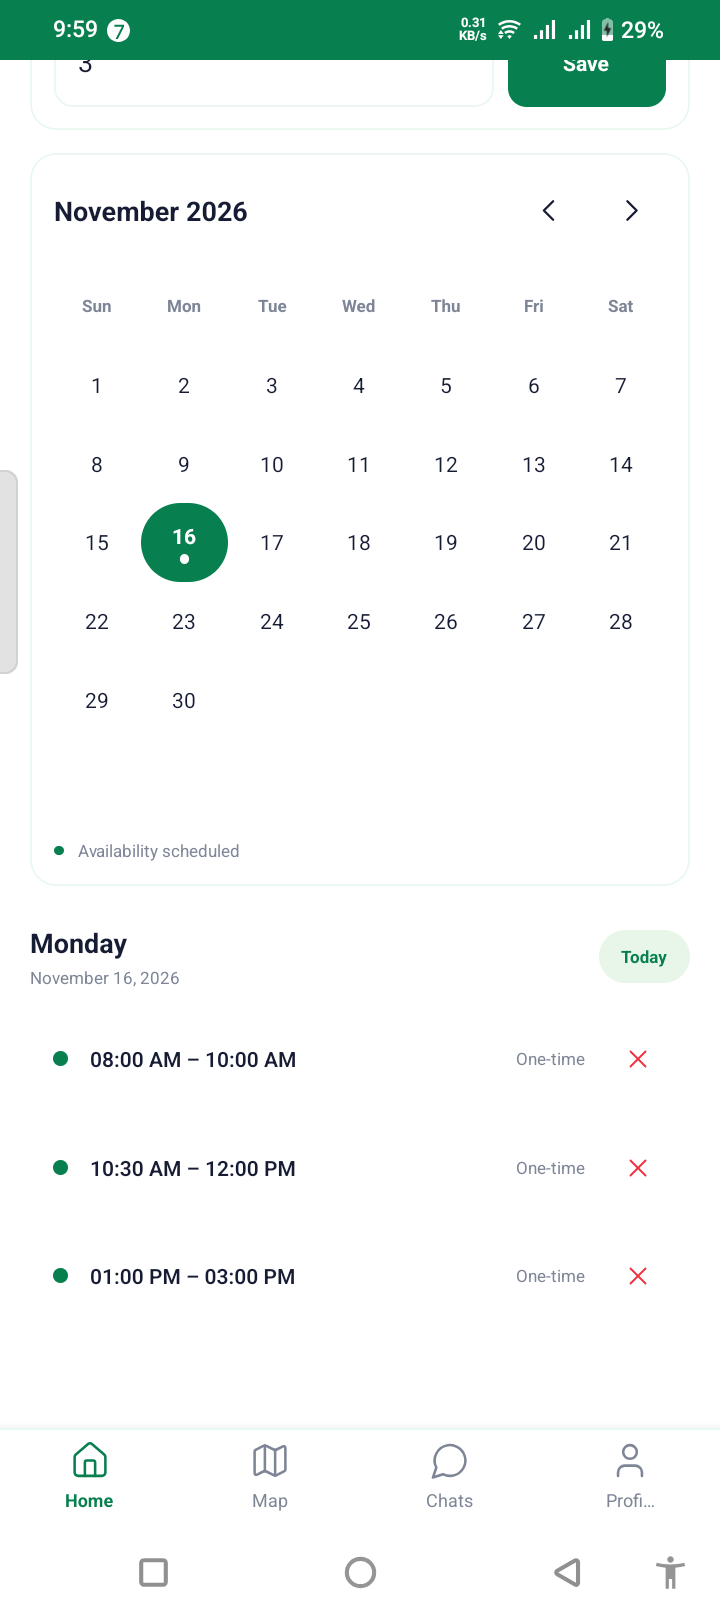 9:59 7 0.31 KB/s 29%
3 Save
November 2026
Sun Mon Tue Wed Thu Fri Sat
1 2 3 4 5 6 7
8 9 10 11 12 13 14
15 16 17 18 19 20 21
22 23 24 25 26 27 28
29 30
Availability scheduled
Monday
Today
November 16, 2026
08:00 AM – 10:00 AM One-time
10:30 AM – 12:00 PM One-time
01:00 PM – 03:00 PM One-time
Home Map Chats Profi...